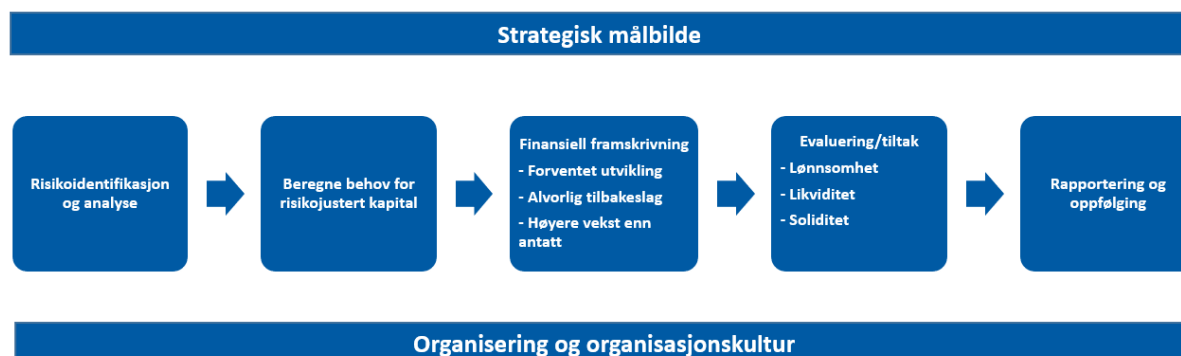 Strategisk målbilde
Risikoidentifikasjon
og analyse
Beregne behov for
risikojustert kapital
Finansiell framskrivning
- Forventet utvikling
- Alvorlig tilbakeslag
- Høyere vekst enn
antatt
Evaluering/tiltak
- Lønnsomhet
- Likviditet
- Soliditet
Rapportering og
oppfølging
Organisering og organisasjonskultur